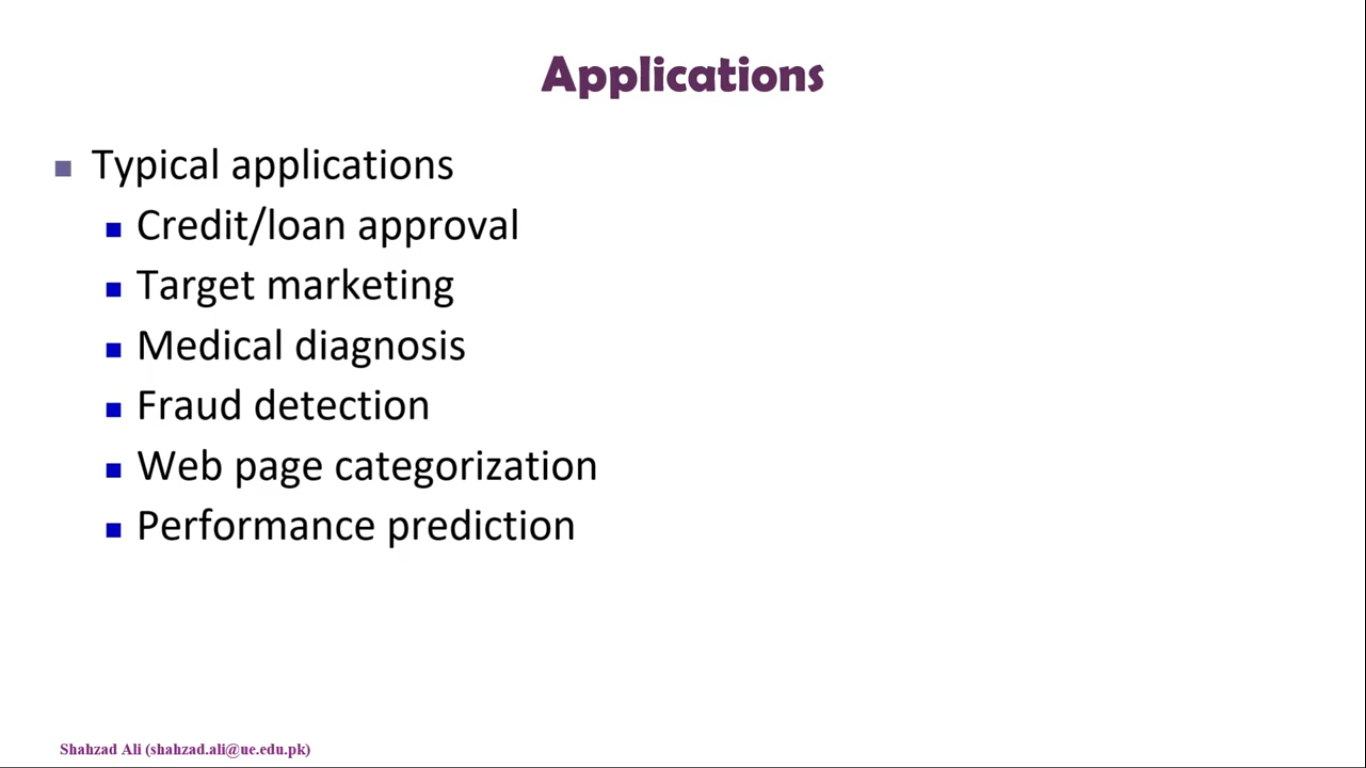 Applications
Typical applications
Credit/loan approval
Target marketing
Medical diagnosis
Fraud detection
Web page categorization
Performance prediction
Shahzad Ali (shahzad.ali@ue.edu.pk)